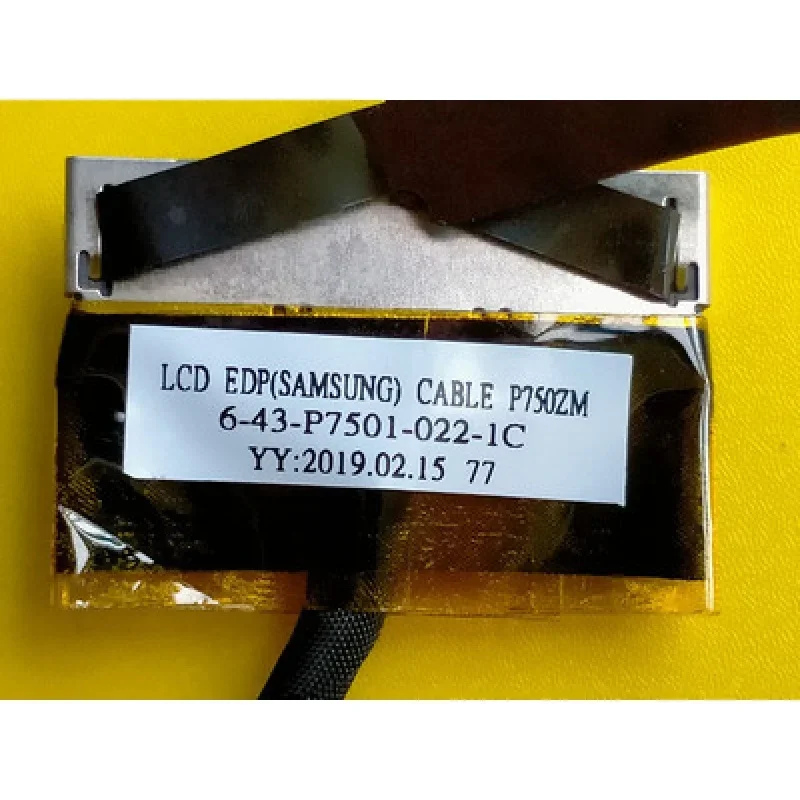 LCD EDP(SAMSUNG) CABLE P750ZM
6-43-P7501-022-1C
YY:2019.02.15 77